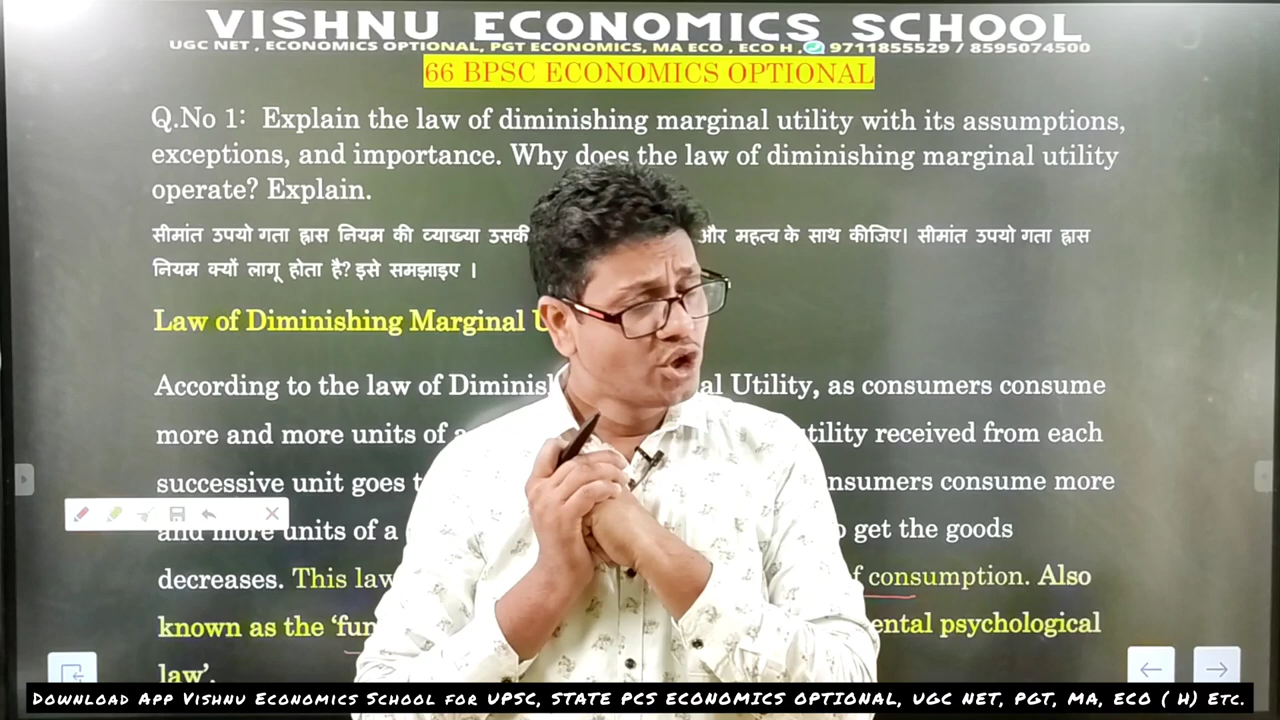 VISHNU ECONOMICS SCHOOL
UGC NET , ECONOMICS OPTIONAL, PGT ECONOMICS, MA ECO , ECO H , 9711855529 / 8595074500
66 BPSC ECONOMICS OPTIONAL
Q.No 1: Explain the law of diminishing marginal utility with its assumptions,
exceptions, and importance. Why does the law of diminishing marginal utility
operate? Explain.
सीमांत उपयो गता ह्रास नियम की व्याख्या उसकी और महत्व के साथ कीजिए। सीमांत उपयो गता ह्रास
नियम क्यों लागू होता है? इसे समझाइए ।
Law of Diminishing Marginal
According to the law of Utility, as consumers consume
more and more units of received from each
successive unit goes consume more
and more units of a get the goods
decreases. This law consumption. Also
known as the psychological
law’.
Download App Vishnu Economics School for UPSC, STATE PCS ECONOMICS OPTIONAL, UGC NET, PGT, MA, ECO ( H) Etc.